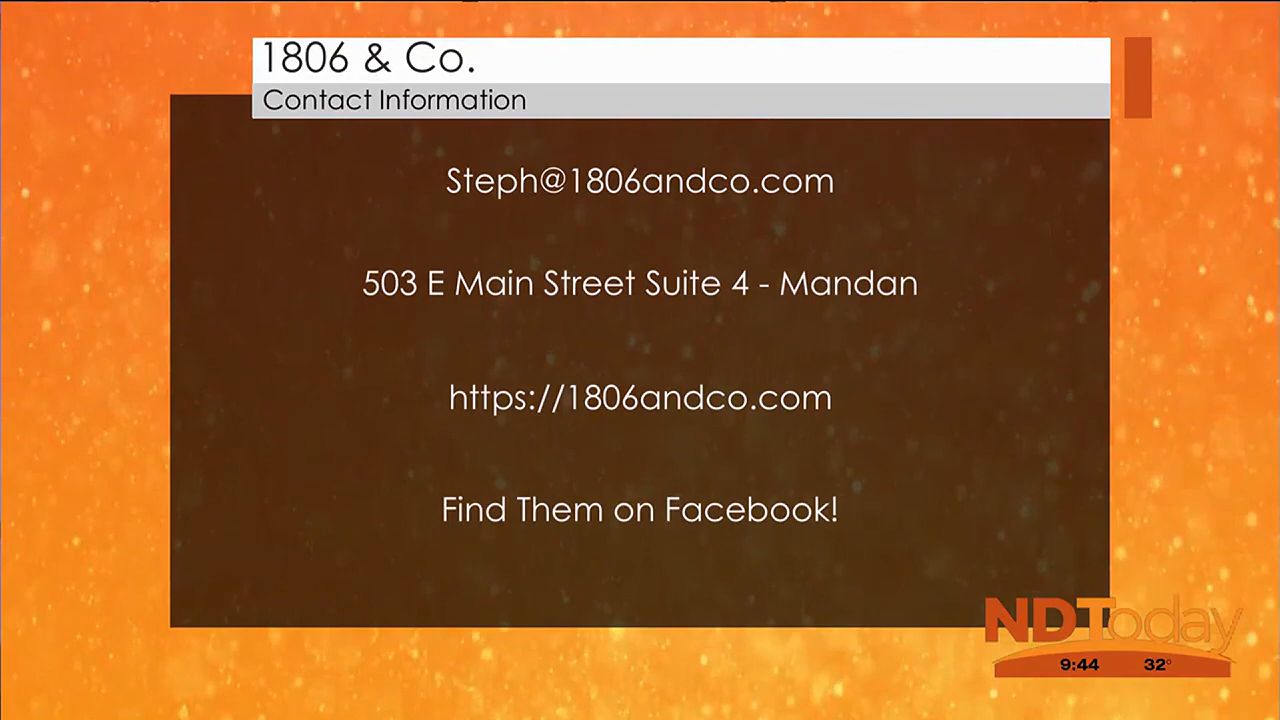 1806 & Co.
Contact Information
Steph@1806andco.com
503 E Main Street Suite 4 - Mandan
https://1806andco.com
Find Them on Facebook!
NDToday
9:44 32°